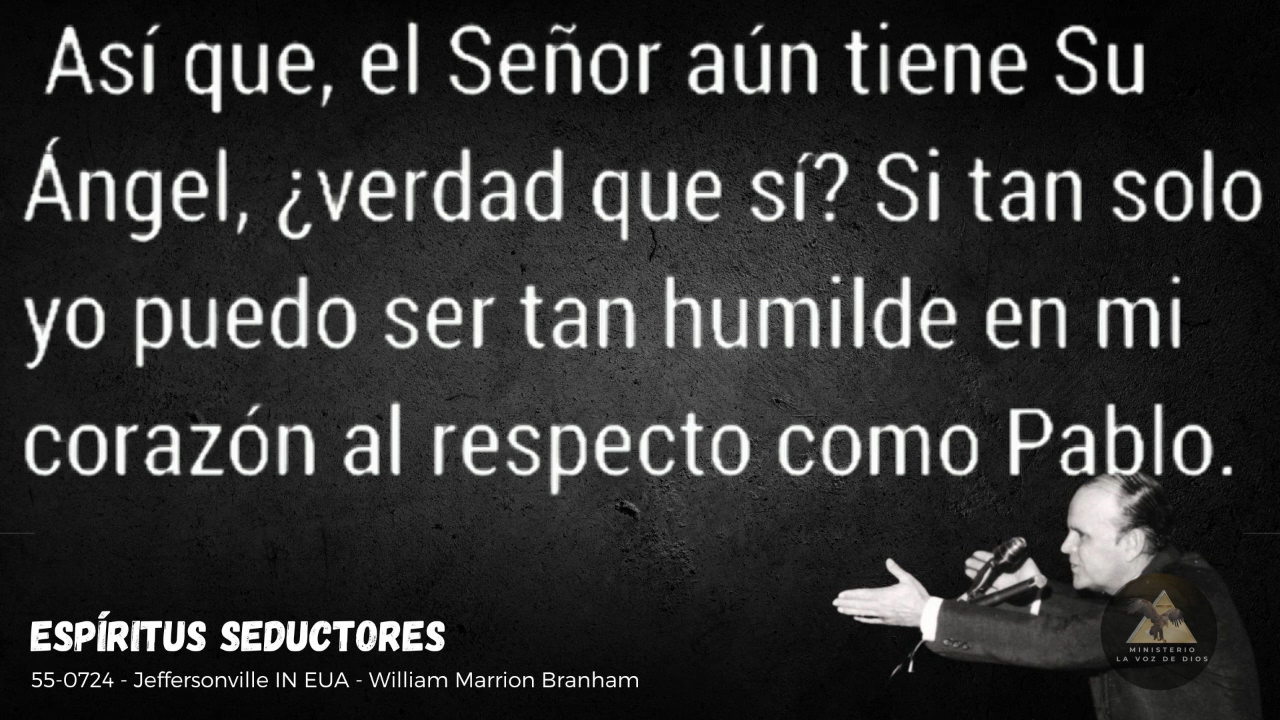 Así que, el Señor aún tiene Su
Ángel, ¿verdad que sí? Si tan solo
yo puedo ser tan humilde en mi
corazón al respecto como Pablo.
ESPÍRITUS SEDUCTORES
55-0724 - Jeffersonville IN EUA - William Marrion Branham
MINISTERIO
LA VOZ DE DIOS